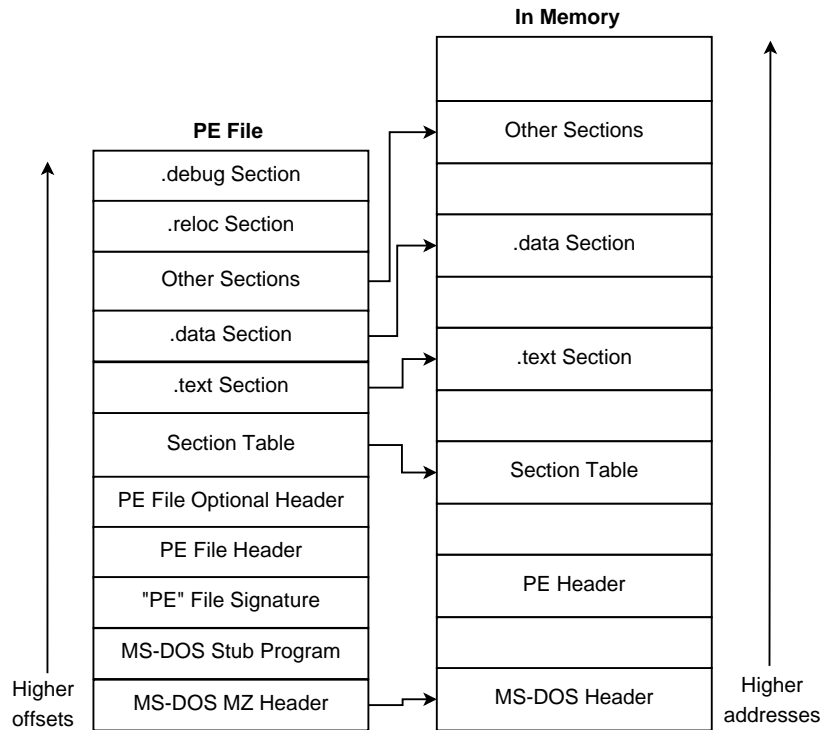 In Memory
Other Sections
.data Section
.text Section
Section Table
PE Header
MS-DOS Header
Higher
addresses
PE File
.debug Section
.reloc Section
Other Sections
.data Section
.text Section
Section Table
PE File Optional Header
PE File Header
"PE" File Signature
MS-DOS Stub Program
MS-DOS MZ Header
Higher
offsets